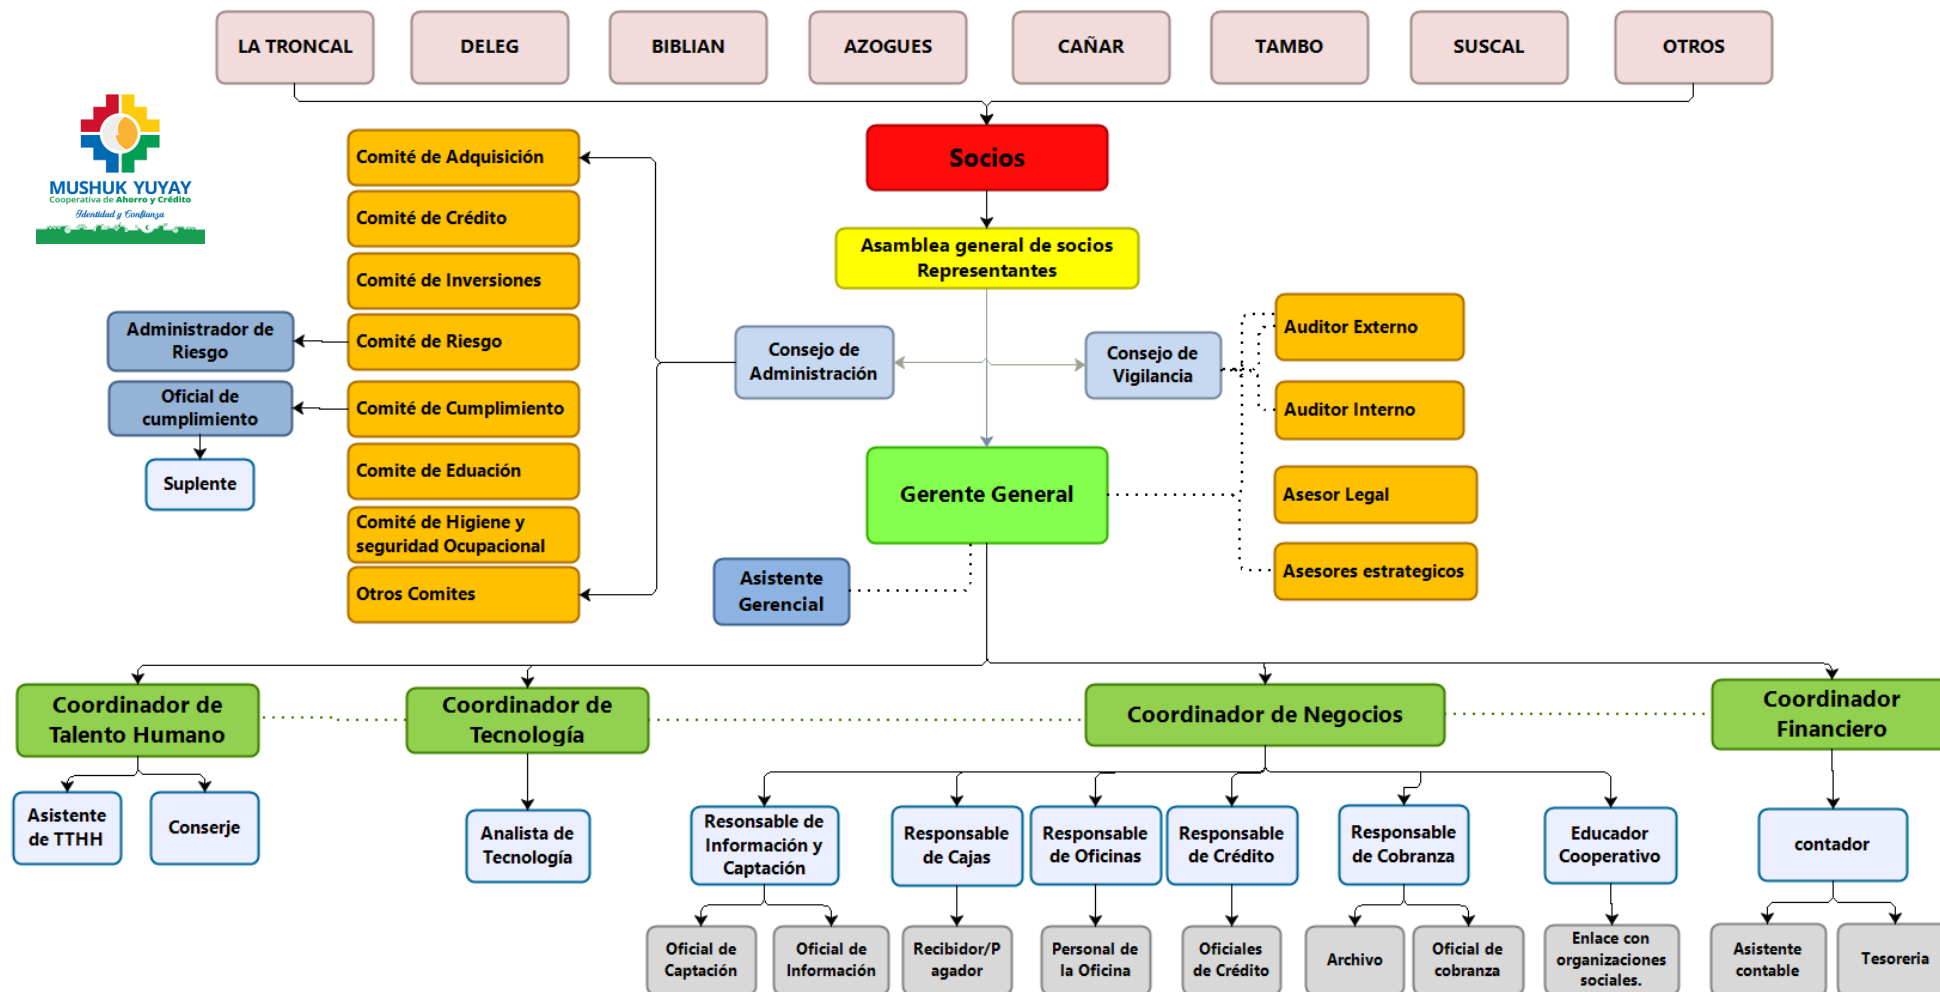 LA TRONCAL
DELEG
BIBLIAN
AZOGUES
CAÑAR
TAMBO
SUSCAL
OTROS
MUSHUK YUYAY
Cooperativa de Ahorro y Crédito
Identidad y Confianza
Socios
Asamblea general de socios
Representantes
Comité de Adquisición
Comité de Crédito
Comité de Inversiones
Comité de Riesgo
Comité de Cumplimiento
Comite de Eduación
Comité de Higiene y
seguridad Ocupacional
Otros Comites
Administrador de
Riesgo
Oficial de
cumplimiento
Suplente
Consejo de
Administración
Consejo de
Vigilancia
Auditor Externo
Auditor Interno
Asesor Legal
Asesores estrategicos
Gerente General
Asistente
Gerencial
Coordinador de
Talento Humano
Coordinador de
Tecnología
Coordinador de Negocios
Coordinador
Financiero
Asistente
de TTHH
Conserje
Analista de
Tecnología
Resonsable de
Información y
Captación
Responsable
de Cajas
Responsable
de Oficinas
Responsable
de Crédito
Responsable
de Cobranza
Educador
Cooperativo
contador
Oficial de
Captación
Oficial de
Información
Recibidor/P
agador
Personal de
la Oficina
Oficiales
de Crédito
Archivo
Oficial de
cobranza
Enlace con
organizaciones
sociales.
Asistente
contable
Tesoreria